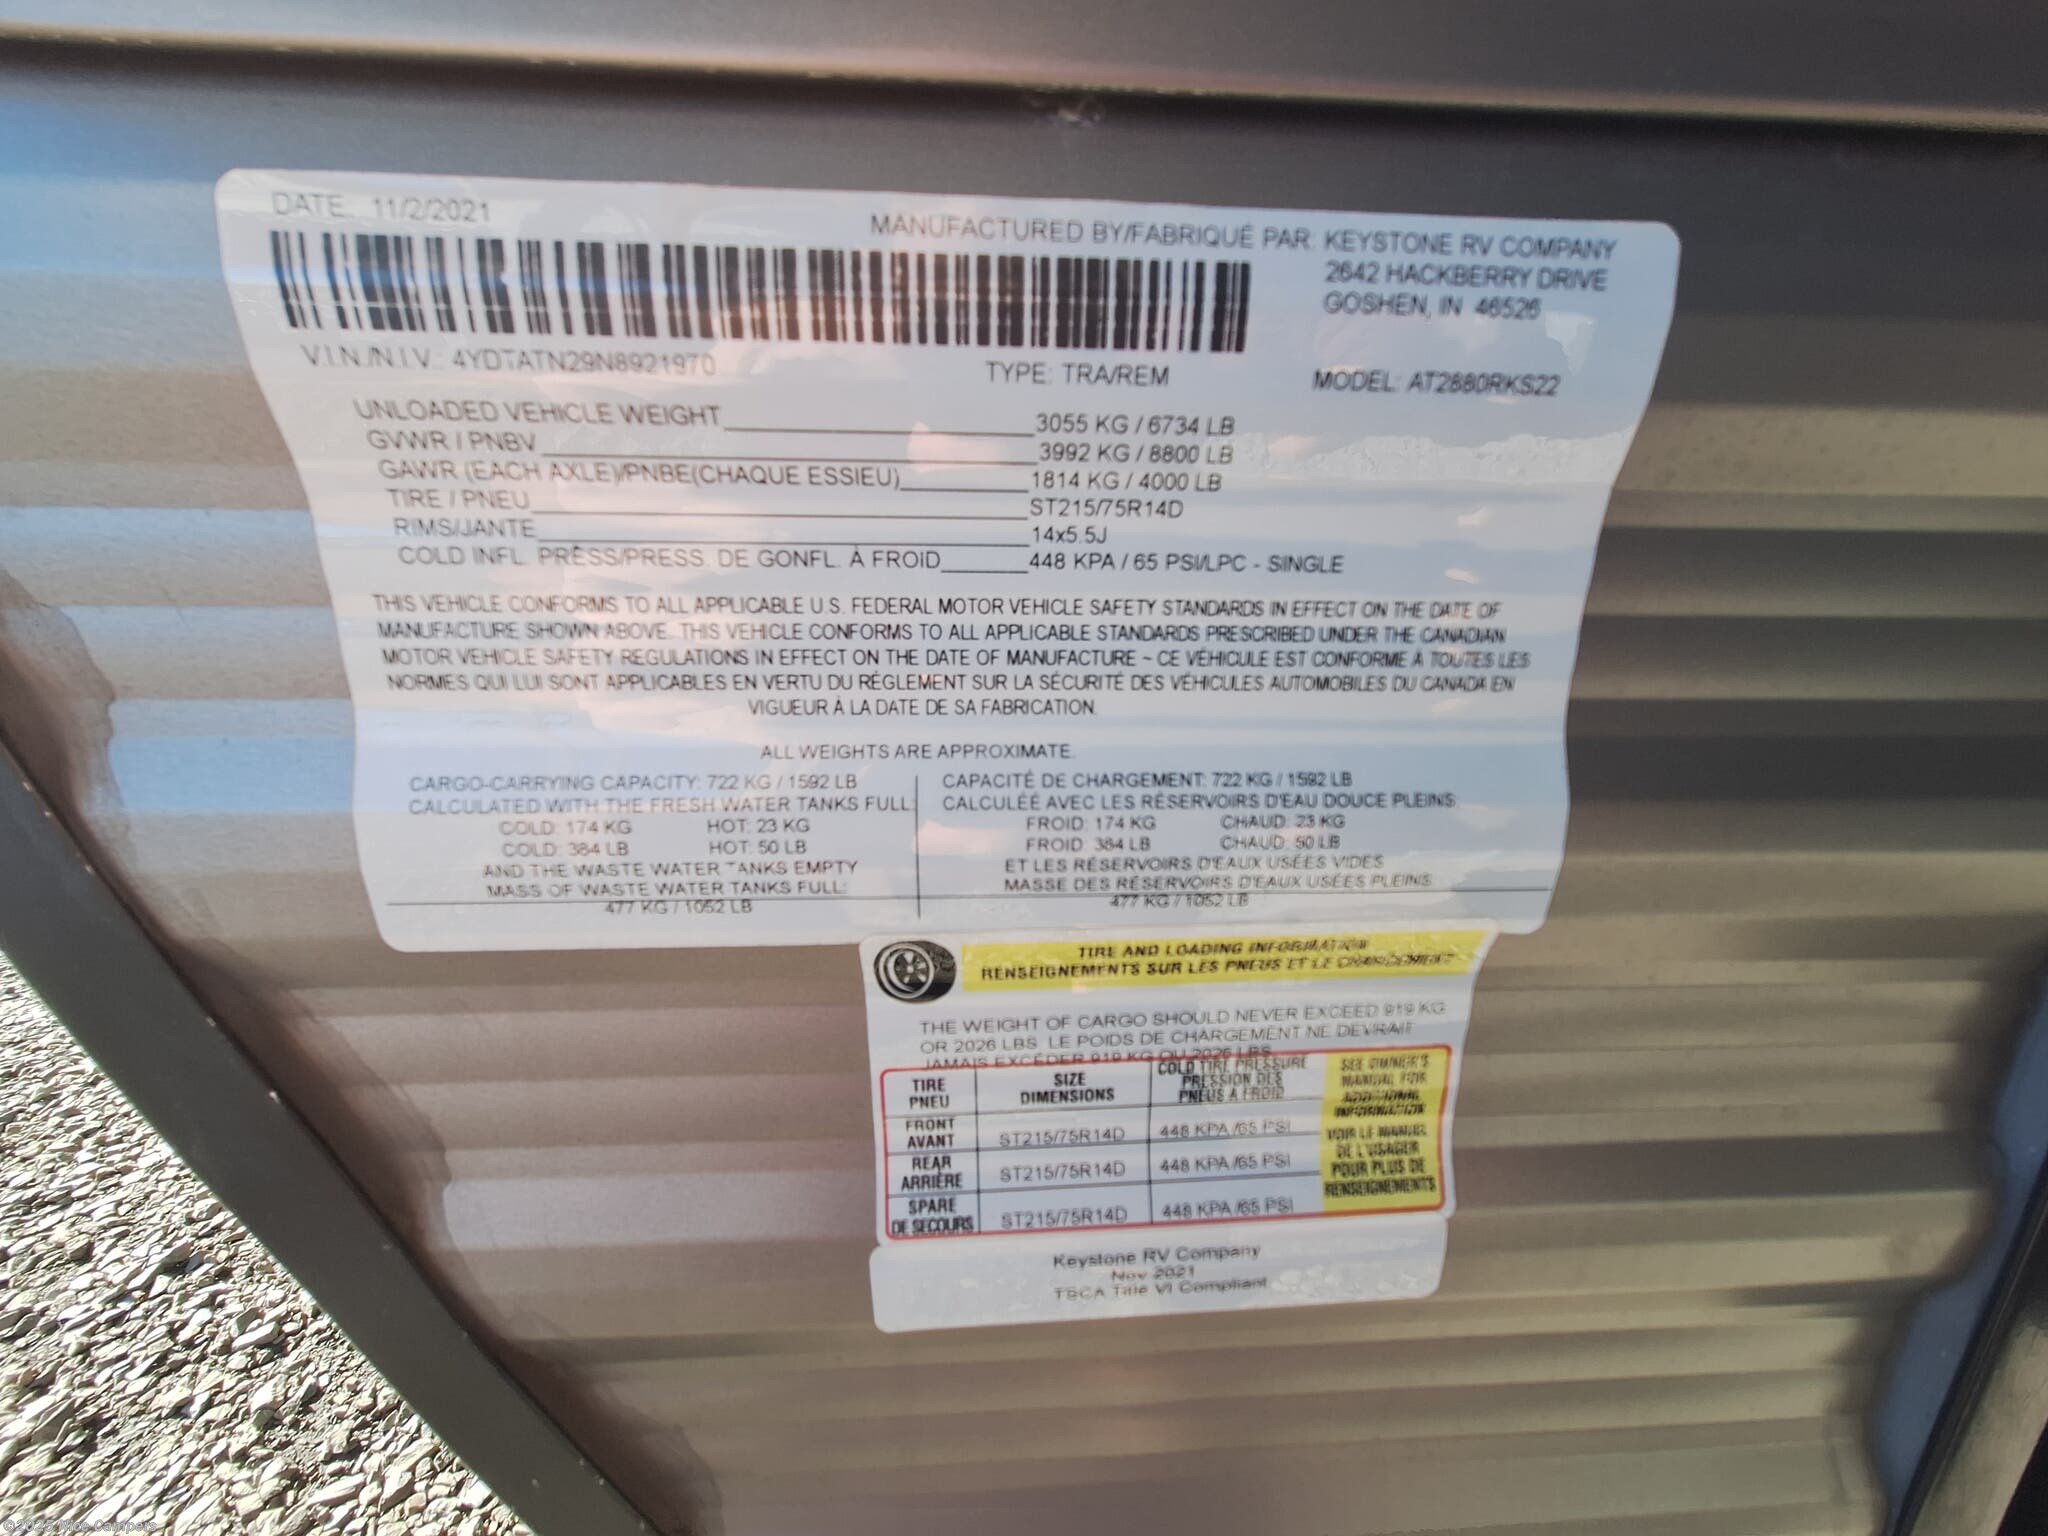 DATE: 11/2/2021
MANUFACTURED BY/FABRIQUÉ PAR: KEYSTONE RV COMPANY
2642 HACKBERRY DRIVE
GOSHEN, IN 46526
V.I.N./N.I.V.: 4YDTATN29N8921970
TYPE: TRA/REM
MODEL: AT2880RKS22
UNLOADED VEHICLE WEIGHT 3055 KG / 6734 LB
GVWR / PNBV 3992 KG / 8800 LB
GAWR (EACH AXLE)/PNBE(CHAQUE ESSIEU) 1814 KG / 4000 LB
TIRE / PNEU ST215/75R14D
RIMS/JANTE 14x5.5J
COLD INFL. PRESS/PRESS. DE GONFL. À FROID 448 KPA / 65 PSI/LPC - SINGLE
THIS VEHICLE CONFORMS TO ALL APPLICABLE U.S. FEDERAL MOTOR VEHICLE SAFETY STANDARDS IN EFFECT ON THE DATE OF
MANUFACTURE SHOWN ABOVE. THIS VEHICLE CONFORMS TO ALL APPLICABLE STANDARDS PRESCRIBED UNDER THE CANADIAN
MOTOR VEHICLE SAFETY REGULATIONS IN EFFECT ON THE DATE OF MANUFACTURE ~ CE VÉHICULE EST CONFORME À TOUTES LES
NORMES QUI LUI SONT APPLICABLES EN VERTU DU RÉGLEMENT SUR LA SÉCURITÉ DES VÉHICULES AUTOMOBILES DU CANADA EN
VIGUEUR À LA DATE DE SA FABRICATION.
ALL WEIGHTS ARE APPROXIMATE.
CARGO-CARRYING CAPACITY: 722 KG / 1592 LB
CALCULATED WITH THE FRESH WATER TANKS FULL:
COLD: 174 KG HOT: 23 KG
COLD: 384 LB HOT: 50 LB
AND THE WASTE WATER TANKS EMPTY
MASS OF WASTE WATER TANKS FULL:
477 KG / 1052 LB
CAPACITÉ DE CHARGEMENT: 722 KG / 1592 LB
CALCULÉE AVEC LES RÉSERVOIRS D'EAU DOUCE PLEINS:
FROID: 174 KG CHAUD: 23 KG
FROID: 384 LB CHAUD: 50 LB
ET LES RÉSERVOIRS D'EAUX USÉES VIDES
MASSE DES RÉSERVOIRS D'EAUX USÉES PLEINS:
477 KG / 1052 LB
TIRE AND LOADING INFORMATION
RENSEIGNEMENTS SUR LES PNEUS ET LE CHARGEMENT
THE WEIGHT OF CARGO SHOULD NEVER EXCEED 919 KG
OR 2026 LBS. LE POIDS DE CHARGEMENT NE DEVRAIT
JAMAIS EXCÉDER 919 KG OU 2026 LBS.
TIRE
PNEU
SIZE
DIMENSIONS
COLD TIRE PRESSURE
PRESSION DES
PNEUS A FROID
FRONT
AVANT
ST215/75R14D
448 KPA /65 PSI
REAR
ARRIÈRE
ST215/75R14D
448 KPA /65 PSI
SPARE
DE SECOURS
ST215/75R14D
448 KPA /65 PSI
SEE OWNER'S
MANUAL FOR
ADDITIONAL
INFORMATION
VOIR LE MANUEL
DE L'USAGER
POUR PLUS DE
RENSEIGNEMENTS
Keystone RV Company
Nov 2021
TSCA Title VI Compliant
©2025 Nice Campers